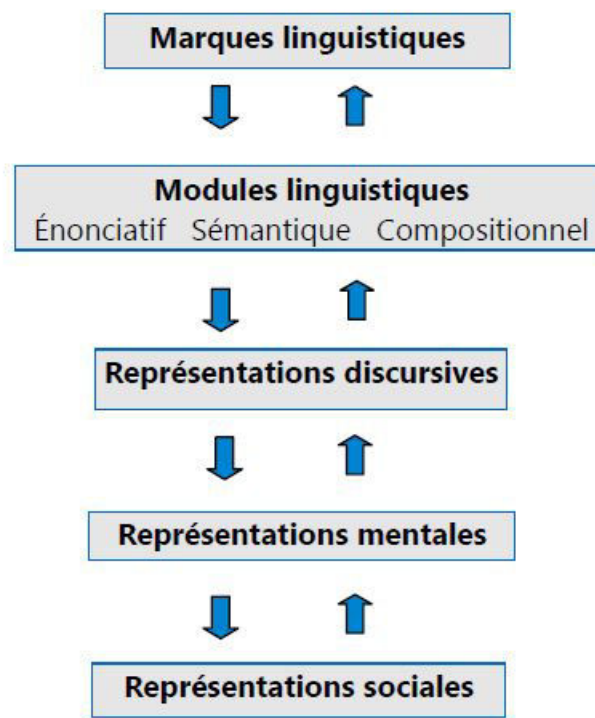 Marques linguistiques
Modules linguistiques
Énonciatif Sémantique Compositionnel
Représentations discursives
Représentations mentales
Représentations sociales